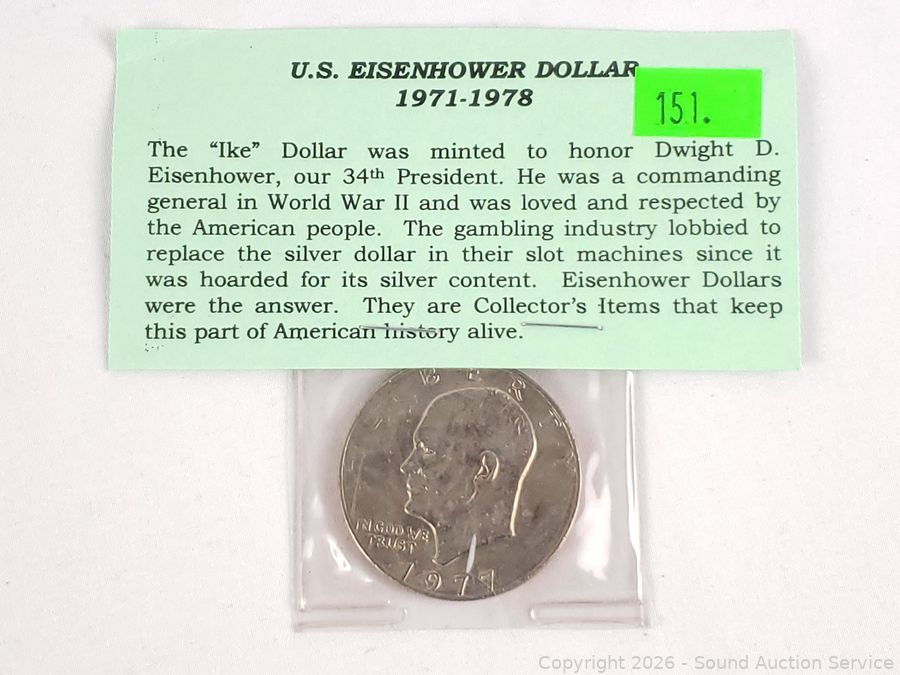 U.S. EISENHOWER DOLLAR
1971-1978
151.
The “Ike” Dollar was minted to honor Dwight D.
Eisenhower, our 34th President. He was a commanding
general in World War II and was loved and respected by
the American people. The gambling industry lobbied to
replace the silver dollar in their slot machines since it
was hoarded for its silver content. Eisenhower Dollars
were the answer. They are Collector’s Items that keep
this part of American history alive.
LIBERTY
IN GOD WE
TRUST
1977
Copyright 2026 - Sound Auction Service